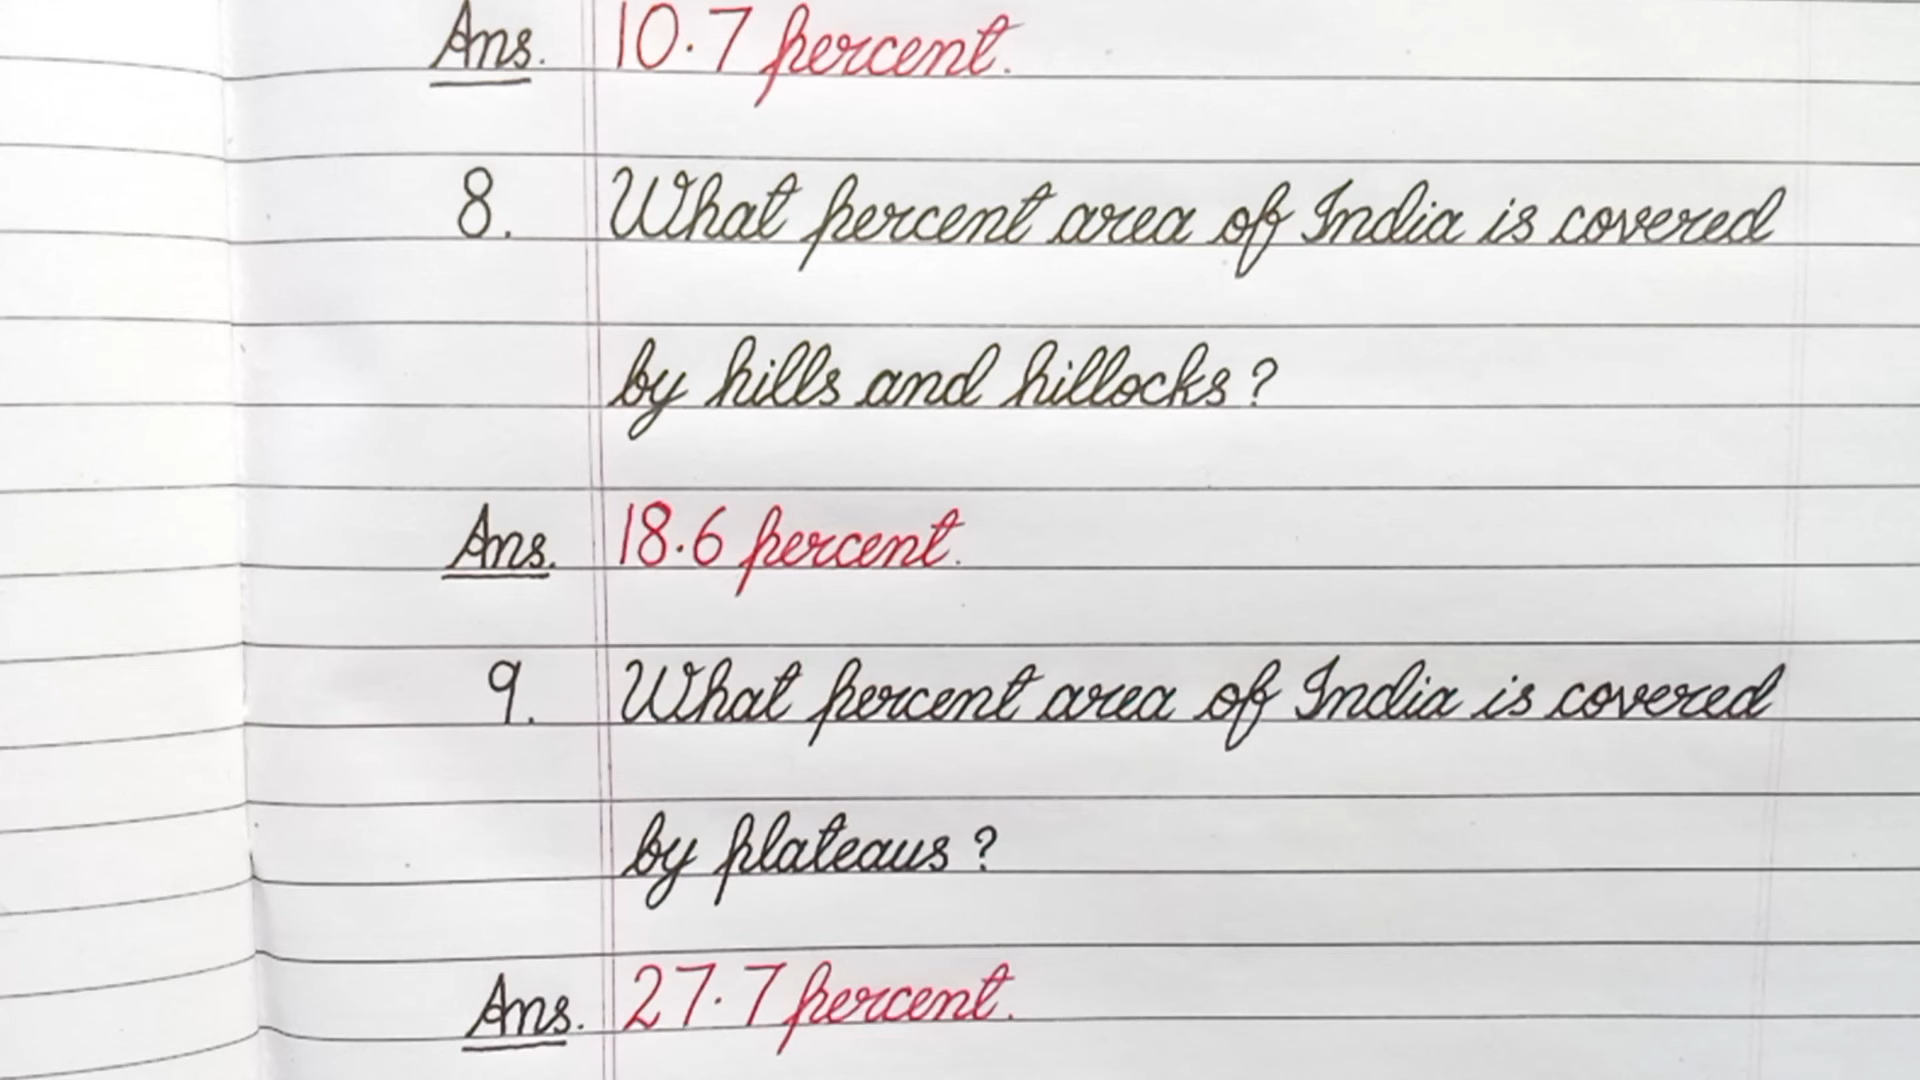 Ans. 10.7 percent.
8. What percent area of India is covered
by hills and hillocks?
Ans. 18.6 percent.
9. What percent area of India is covered
by plateaus?
Ans. 27.7 percent.